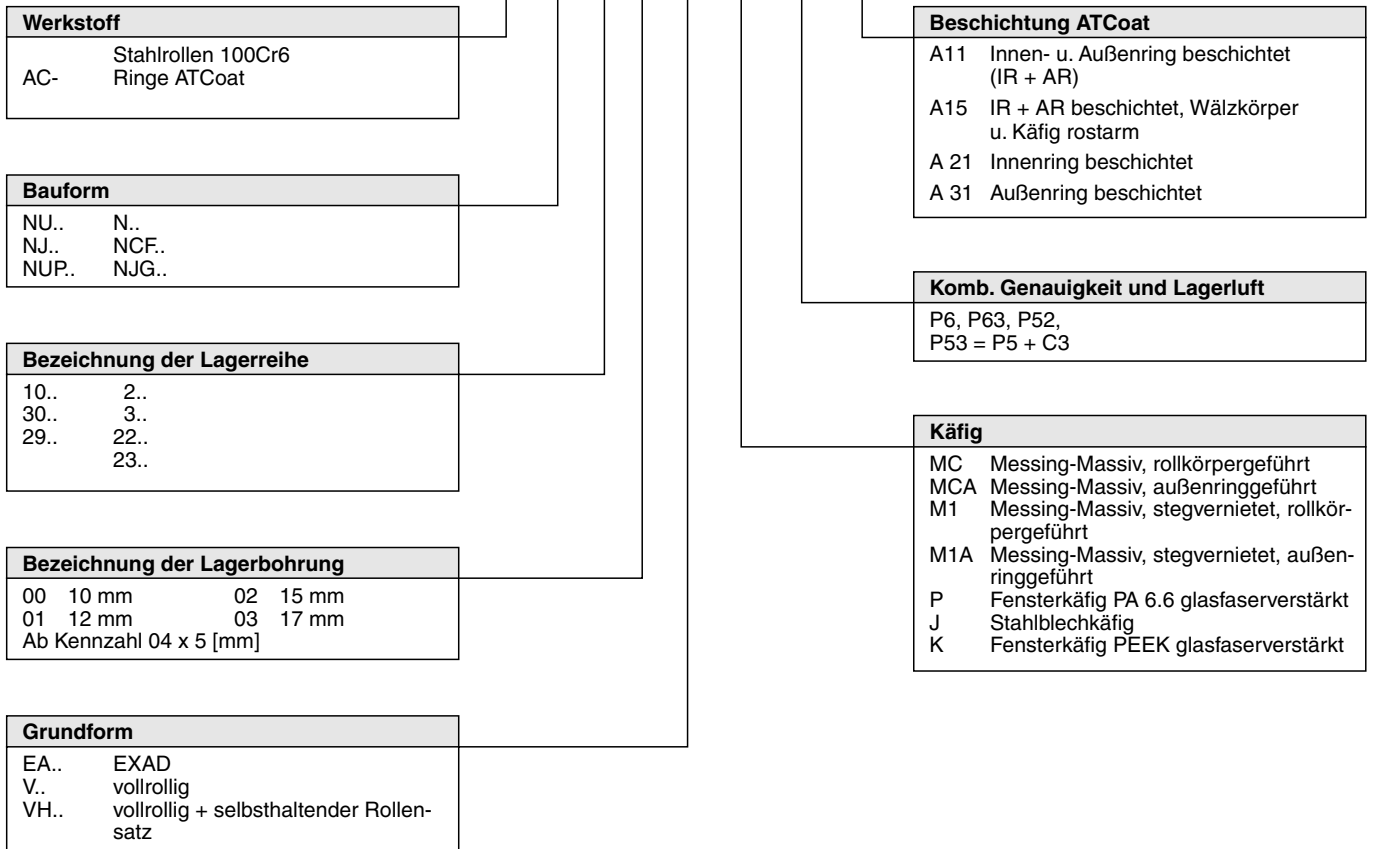 Werkstoff
Stahlrollen 100Cr6
AC- Ringe ATCoat
Bauform
NU.. N..
NJ.. NCF..
NUP.. NJG..
Bezeichnung der Lagerreihe
10.. 2..
30.. 3..
29.. 22..
23..
Bezeichnung der Lagerbohrung
00 10 mm 02 15 mm
01 12 mm 03 17 mm
Ab Kennzahl 04 x 5 [mm]
Grundform
EA.. EXAD
V.. vollrollig
VH.. vollrollig + selbsthaltender Rollen-
satz
Beschichtung ATCoat
A11 Innen- u. Außenring beschichtet
(IR + AR)
A15 IR + AR beschichtet, Wälzkörper
u. Käfig rostarm
A 21 Innenring beschichtet
A 31 Außenring beschichtet
Komb. Genauigkeit und Lagerluft
P6, P63, P52,
P53 = P5 + C3
Käfig
MC Messing-Massiv, rollkörpergeführt
MCA Messing-Massiv, außenringgeführt
M1 Messing-Massiv, stegvernietet, rollkör-
pergeführt
M1A Messing-Massiv, stegvernietet, außen-
ringgeführt
P Fensterkäfig PA 6.6 glasfaserverstärkt
J Stahlblechkäfig
K Fensterkäfig PEEK glasfaserverstärkt